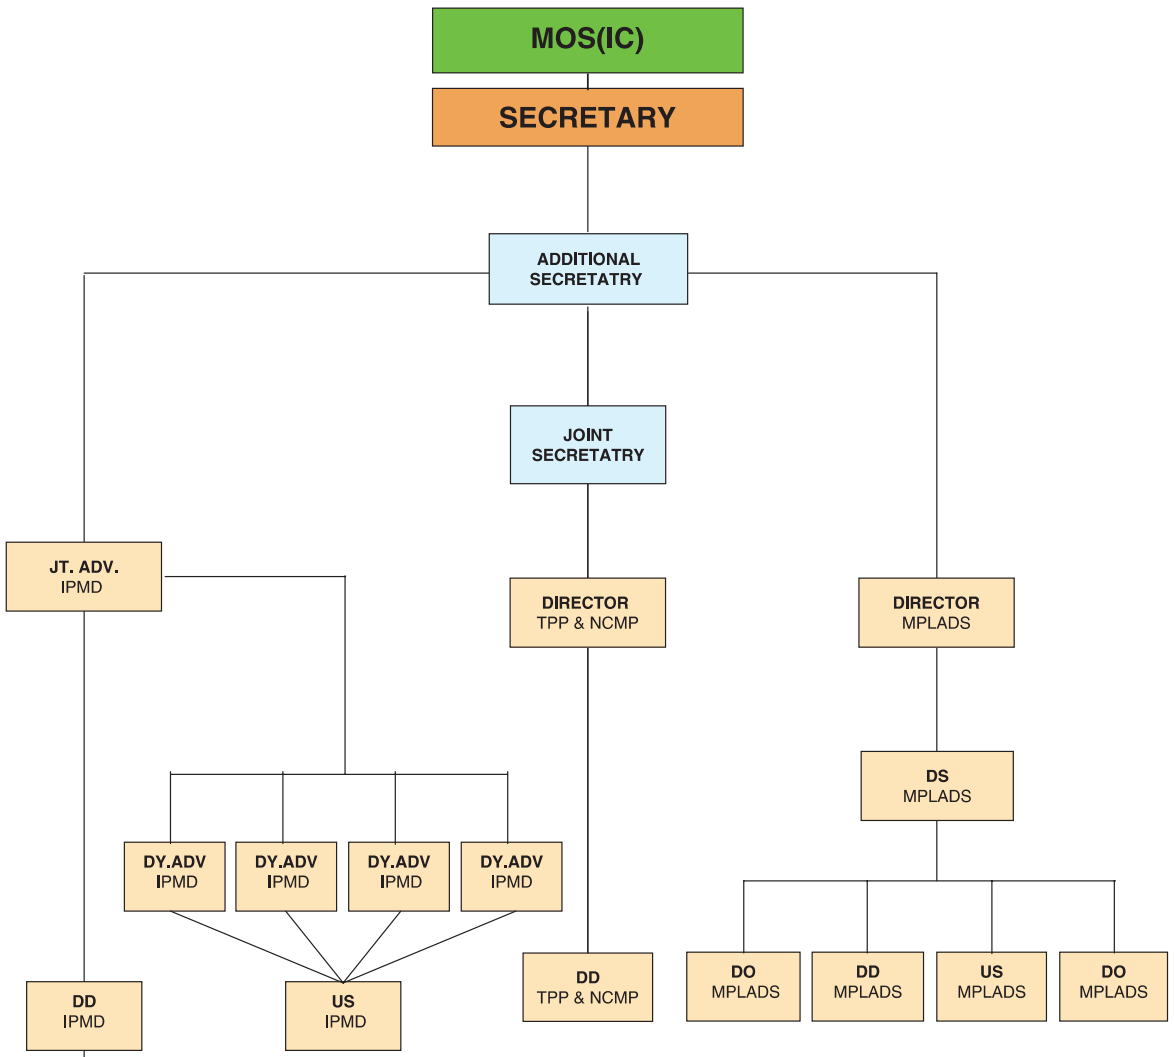 MOS(IC)
SECRETARY
ADDITIONAL
SECRETATRY
JOINT
SECRETATRY
JT. ADV.
IPMD
DIRECTOR
TPP & NCMP
DIRECTOR
MPLADS
DS
MPLADS
DY.ADV
IPMD
DY.ADV
IPMD
DY.ADV
IPMD
DY.ADV
IPMD
DD
IPMD
US
IPMD
DD
TPP & NCMP
DO
MPLADS
DD
MPLADS
US
MPLADS
DO
MPLADS